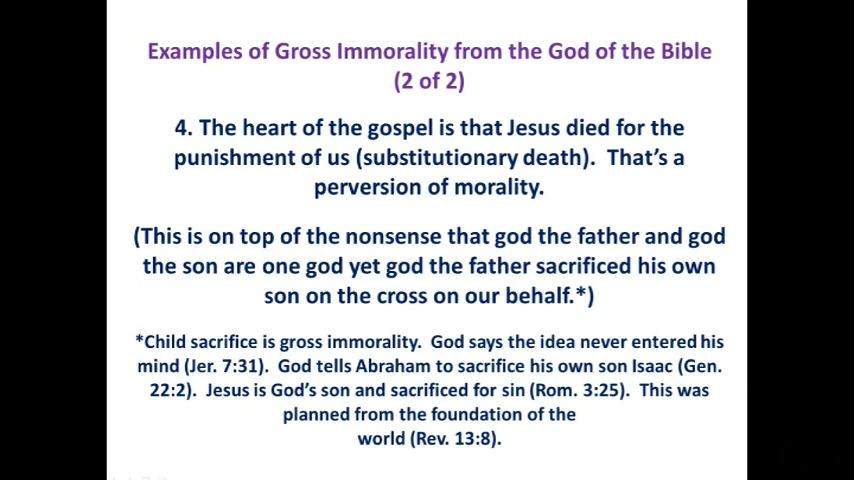 Examples of Gross Immorality from the God of the Bible
(2 of 2)
4. The heart of the gospel is that Jesus died for the
punishment of us (substitutionary death).  That's a
perversion of morality.
(This is on top of the nonsense that god the father and god
the son are one god yet god the father sacrificed his own
son on the cross on our behalf.*)
*Child sacrifice is gross immorality.  God says the idea never entered his
mind (Jer. 7:31).  God tells Abraham to sacrifice his own son Isaac (Gen.
22:2).  Jesus is God's son and sacrificed for sin (Rom. 3:25).  This was
planned from the foundation of the
world (Rev. 13:8).